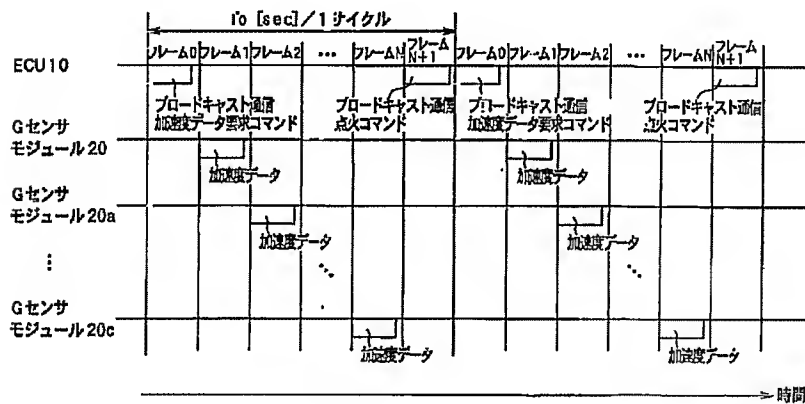 To [sec]/1 サイクル
フレーム0 フレーム1 フレーム2 … フレームN フレームN+1 フレーム0 フレーム1 フレーム2 … フレームN フレームN+1
ECU10
ブロードキャスト通信 ブロードキャスト通信 ブロードキャスト通信 ブロードキャスト通信
加速度データ要求コマンド 点火コマンド 加速度データ要求コマンド 点火コマンド
Gセンサ
モジュール20
加速度データ 加速度データ
Gセンサ
モジュール20a
加速度データ 加速度データ
Gセンサ
モジュール20c
加速度データ 加速度データ
時間